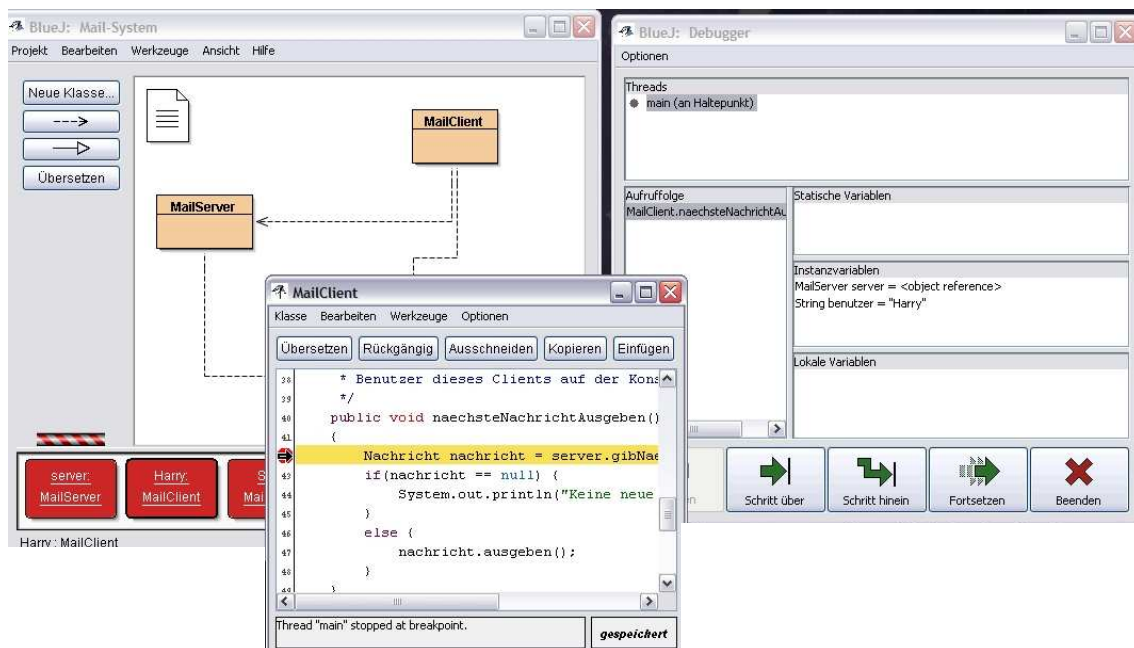 BlueJ: Mail-System
Projekt Bearbeiten Werkzeuge Ansicht Hilfe
Neue Klasse...
Übersetzen
MailClient
MailServer
server:
MailServer
Harry:
MailClient
Harry : MailClient
MailClient
Klasse Bearbeiten Werkzeuge Optionen
Übersetzen Rückgängig Ausschneiden Kopieren Einfügen
38 * Benutzer dieses Clients auf der Kons
39 */
40 public void naechsteNachrichtAusgeben()
41 {
Nachricht nachricht = server.gibNae
43 if(nachricht == null) {
44 System.out.println("Keine neue
45 }
46 else {
47 nachricht.ausgeben();
48 }
49 }
Thread "main" stopped at breakpoint.
gespeichert
BlueJ: Debugger
Optionen
Threads
main (an Haltepunkt)
Aufruffolge
MailClient.naechsteNachrichtAu
Statische Variablen
Instanzvariablen
MailServer server = <object reference>
String benutzer = "Harry"
Lokale Variablen
Schritt über Schritt hinein Fortsetzen Beenden